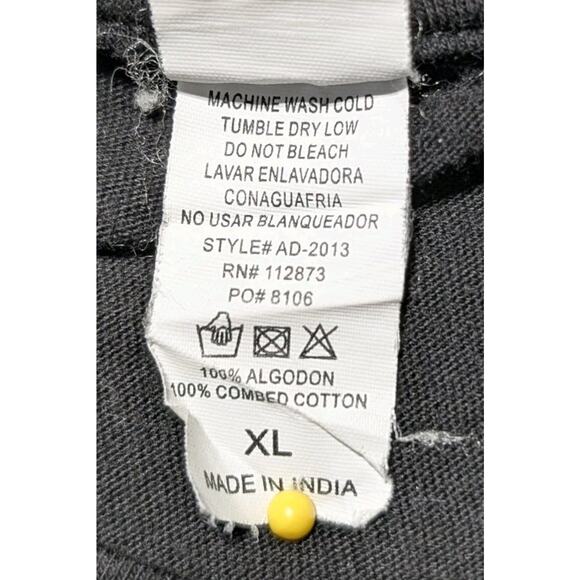 MACHINE WASH COLD
TUMBLE DRY LOW
DO NOT BLEACH
LAVAR ENLAVADORA
CONAGUAFRIA
NO USAR BLANQUEADOR
STYLE# AD-2013
RN# 112873
PO# 8106
100% ALGODON
100% COMBED COTTON
XL
MADE IN INDIA